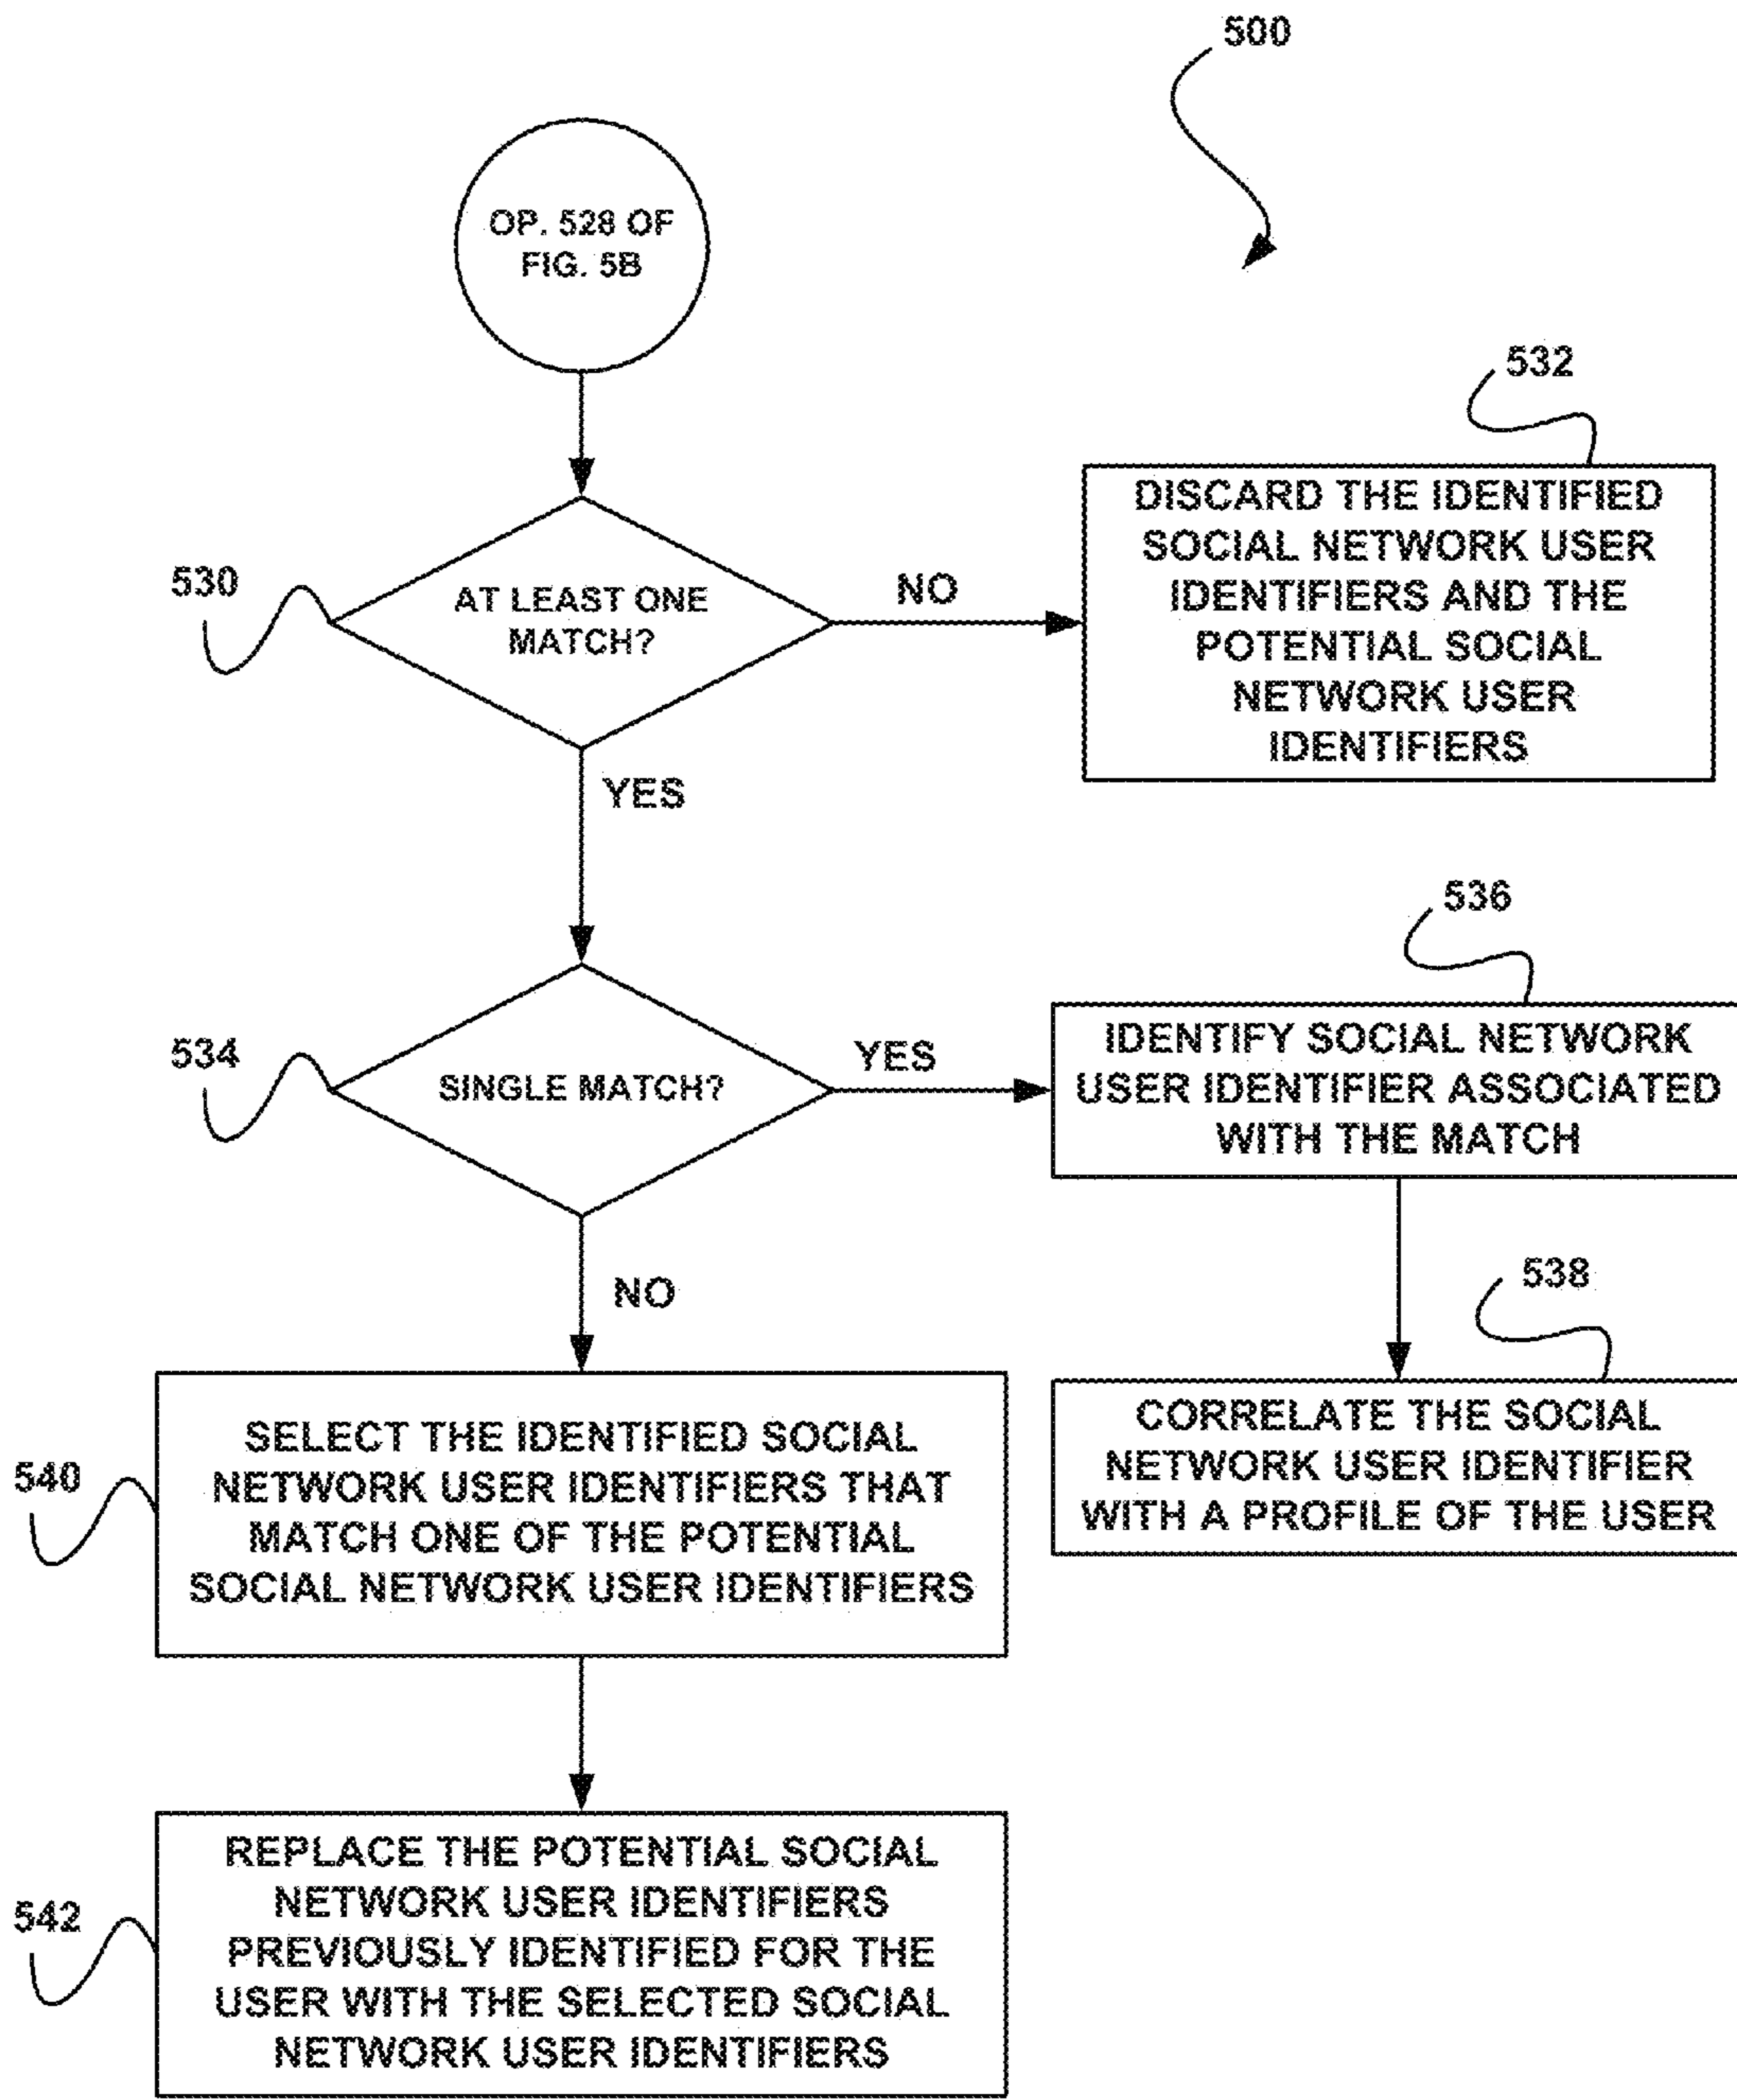 500
OP. 528 OF
FIG. 5B
532
DISCARD THE IDENTIFIED
SOCIAL NETWORK USER
IDENTIFIERS AND THE
POTENTIAL SOCIAL
NETWORK USER
IDENTIFIERS
530
AT LEAST ONE
MATCH?
NO
YES
536
534
SINGLE MATCH?
YES
IDENTIFY SOCIAL NETWORK
USER IDENTIFIER ASSOCIATED
WITH THE MATCH
NO
538
CORRELATE THE SOCIAL
NETWORK USER IDENTIFIER
WITH A PROFILE OF THE USER
540
SELECT THE IDENTIFIED SOCIAL
NETWORK USER IDENTIFIERS THAT
MATCH ONE OF THE POTENTIAL
SOCIAL NETWORK USER IDENTIFIERS
542
REPLACE THE POTENTIAL SOCIAL
NETWORK USER IDENTIFIERS
PREVIOUSLY IDENTIFIED FOR THE
USER WITH THE SELECTED SOCIAL
NETWORK USER IDENTIFIERS